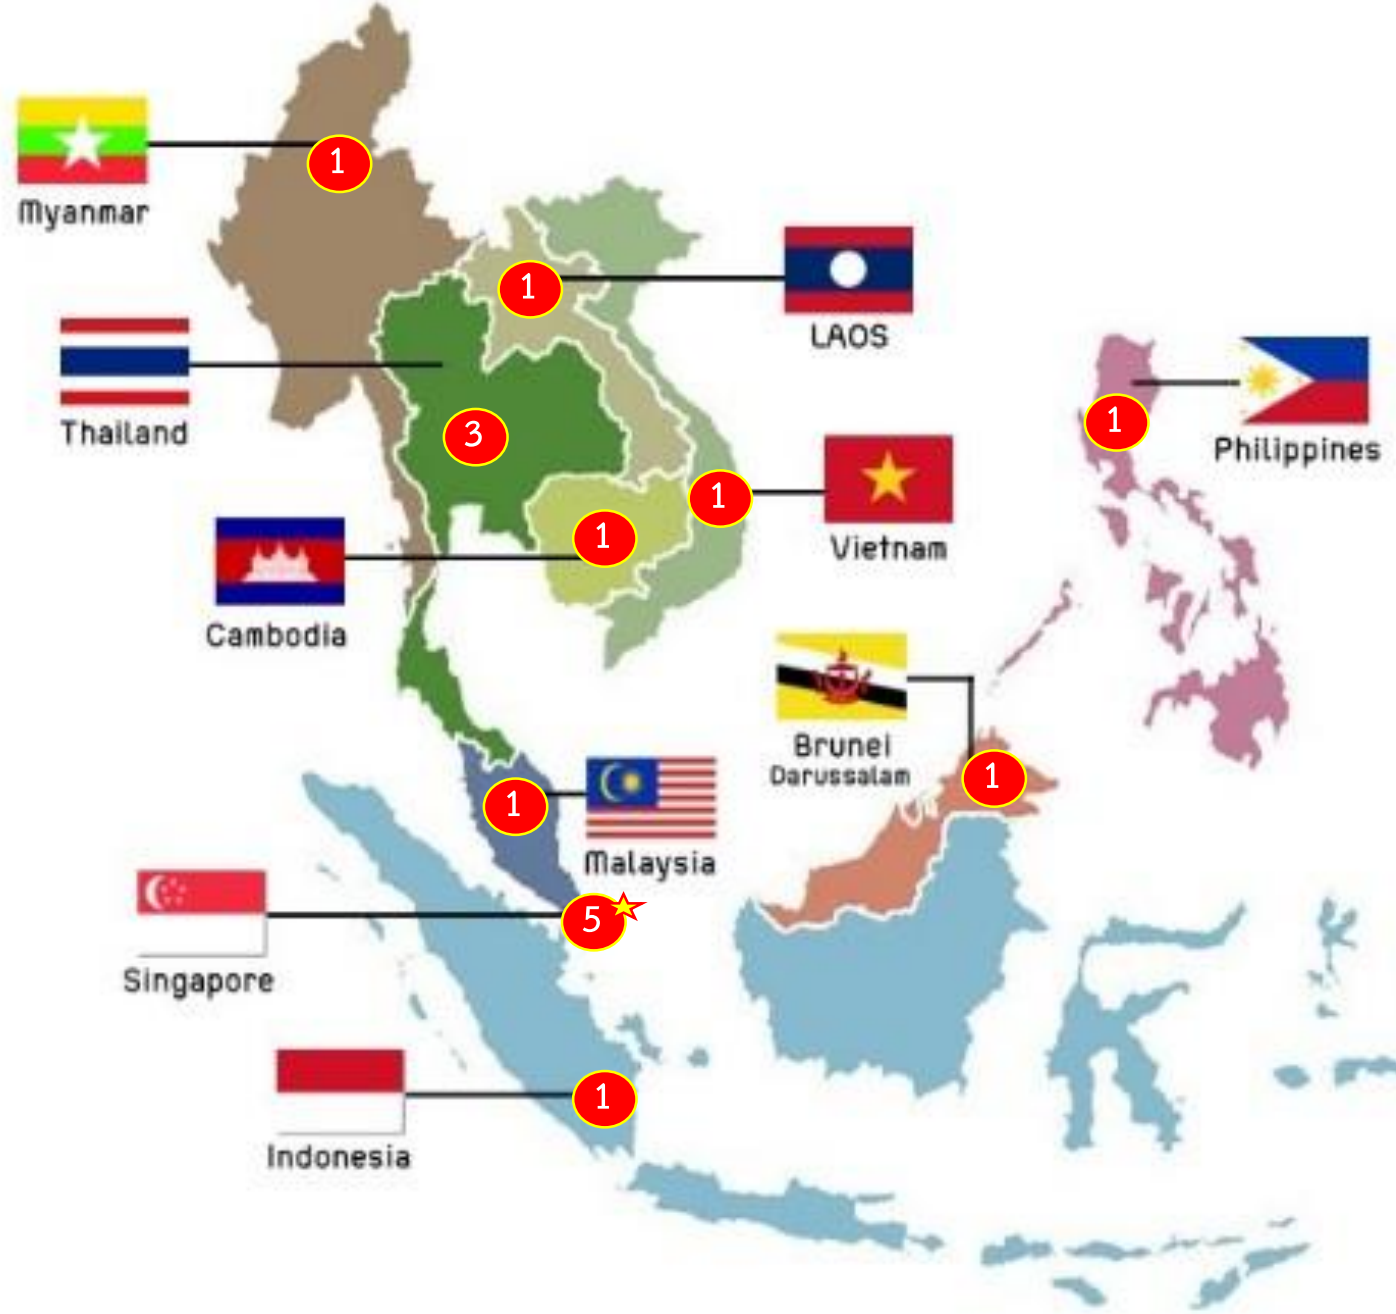 1
Myanmar
1
LAOS
Thailand
3
1
Philippines
1
Vietnam
1
Cambodia
Brunei
Darussalam
1
1
Malaysia
5
Singapore
1
Indonesia